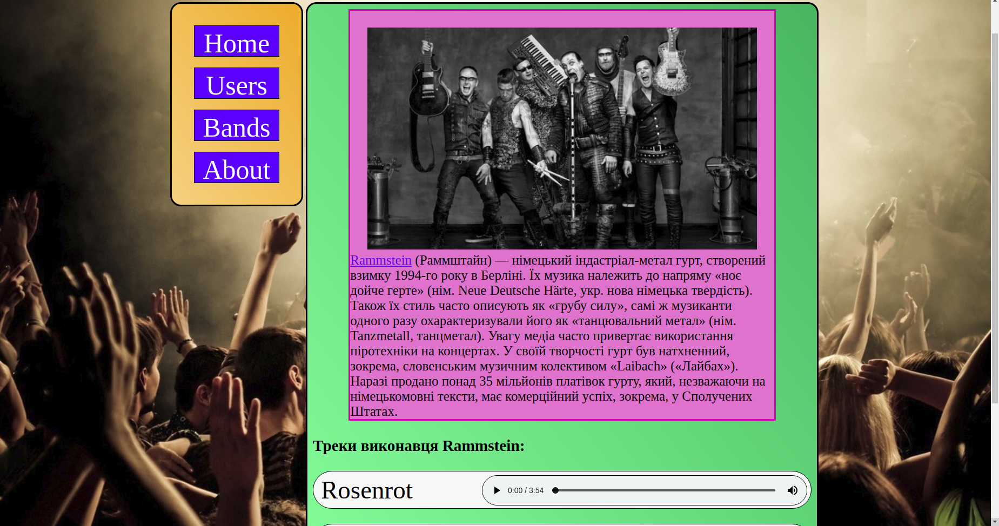 Home
Users
Bands
About
Rammstein (Раммштайн) — німецький індастріал-метал гурт, створений
взимку 1994-го року в Берліні. Їх музика належить до напряму «ноє
дойче герте» (нім. Neue Deutsche Härte, укр. нова німецька твердість).
Також їх стиль часто описують як «грубу силу», самі ж музиканти
одного разу охарактеризували його як «танцювальний метал» (нім.
Tanzmetall, танцметал). Увагу медіа часто привертає використання
піротехніки на концертах. У своїй творчості гурт був натхненний,
зокрема, словенським музичним колективом «Laibach» («Лайбах»).
Наразі продано понад 35 мільйонів платівок гурту, який, незважаючи на
німецькомовні тексти, має комерційний успіх, зокрема, у Сполучених
Штатах.
Треки виконавця Rammstein:
Rosenrot
0:00 / 3:54